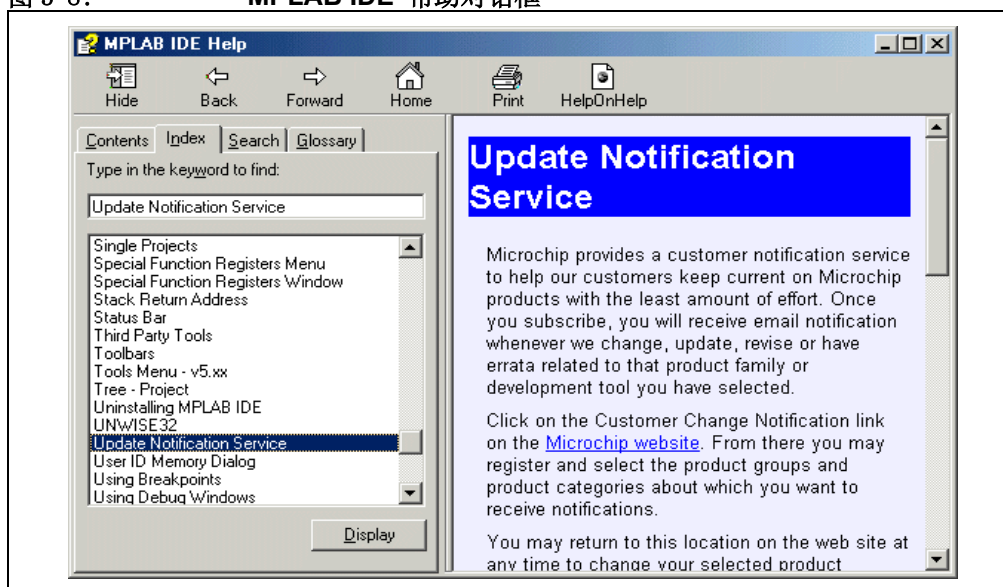 MPLAB IDE 帮助对话框
MPLAB IDE Help
Hide Back Forward Home Print HelpOnHelp
Contents Index Search Glossary
Type in the keyword to find:
Update Notification Service
Single Projects
Special Function Registers Menu
Special Function Registers Window
Stack Return Address
Status Bar
Third Party Tools
Toolbars
Tools Menu - v5.xx
Tree - Project
Uninstalling MPLAB IDE
UNWISE32
Update Notification Service
User ID Memory Dialog
Using Breakpoints
Using Debug Windows
Display
Update Notification
Service
Microchip provides a customer notification service
to help our customers keep current on Microchip
products with the least amount of effort. Once
you subscribe, you will receive email notification
whenever we change, update, revise or have
errata related to that product family or
development tool you have selected.
Click on the Customer Change Notification link
on the Microchip website. From there you may
register and select the product groups and
product categories about which you want to
receive notifications.
You may return to this location on the web site at
any time to change your selected product